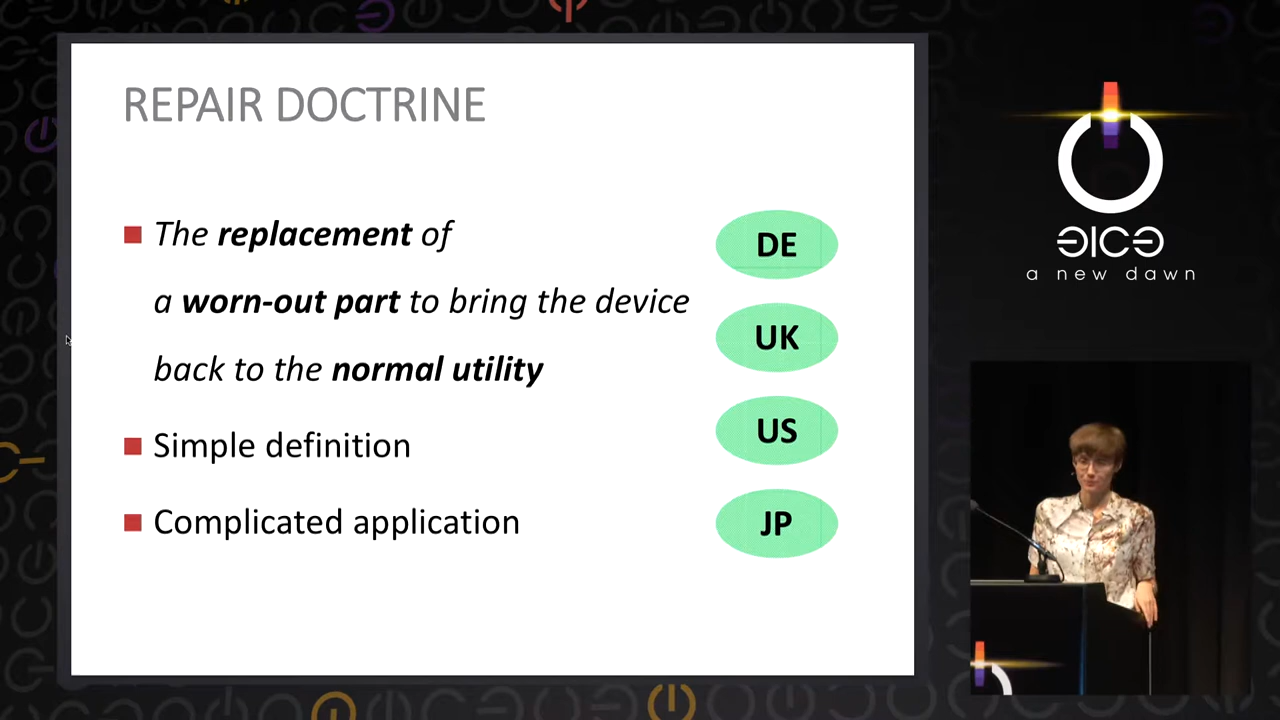 REPAIR DOCTRINE
The replacement of
a worn-out part to bring the device
back to the normal utility
Simple definition
Complicated application
DE
UK
US
JP
ƎICƏ
a new dawn